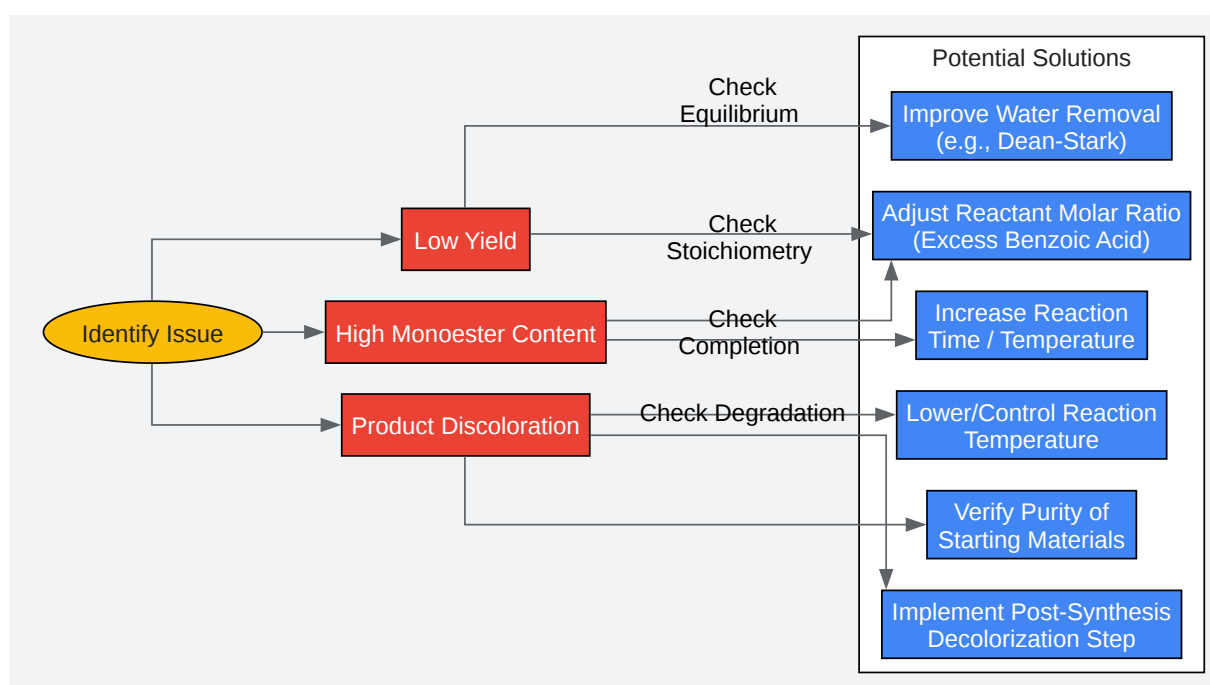 Potential Solutions
Check
Equilibrium
Improve Water Removal
(e.g., Dean-Stark)
Low Yield
Check
Stoichiometry
Adjust Reactant Molar Ratio
(Excess Benzoic Acid)
Identify Issue
High Monoester Content
Check
Completion
Increase Reaction
Time / Temperature
Product Discoloration
Check Degradation
Lower/Control Reaction
Temperature
Verify Purity of
Starting Materials
Implement Post-Synthesis
Decolorization Step